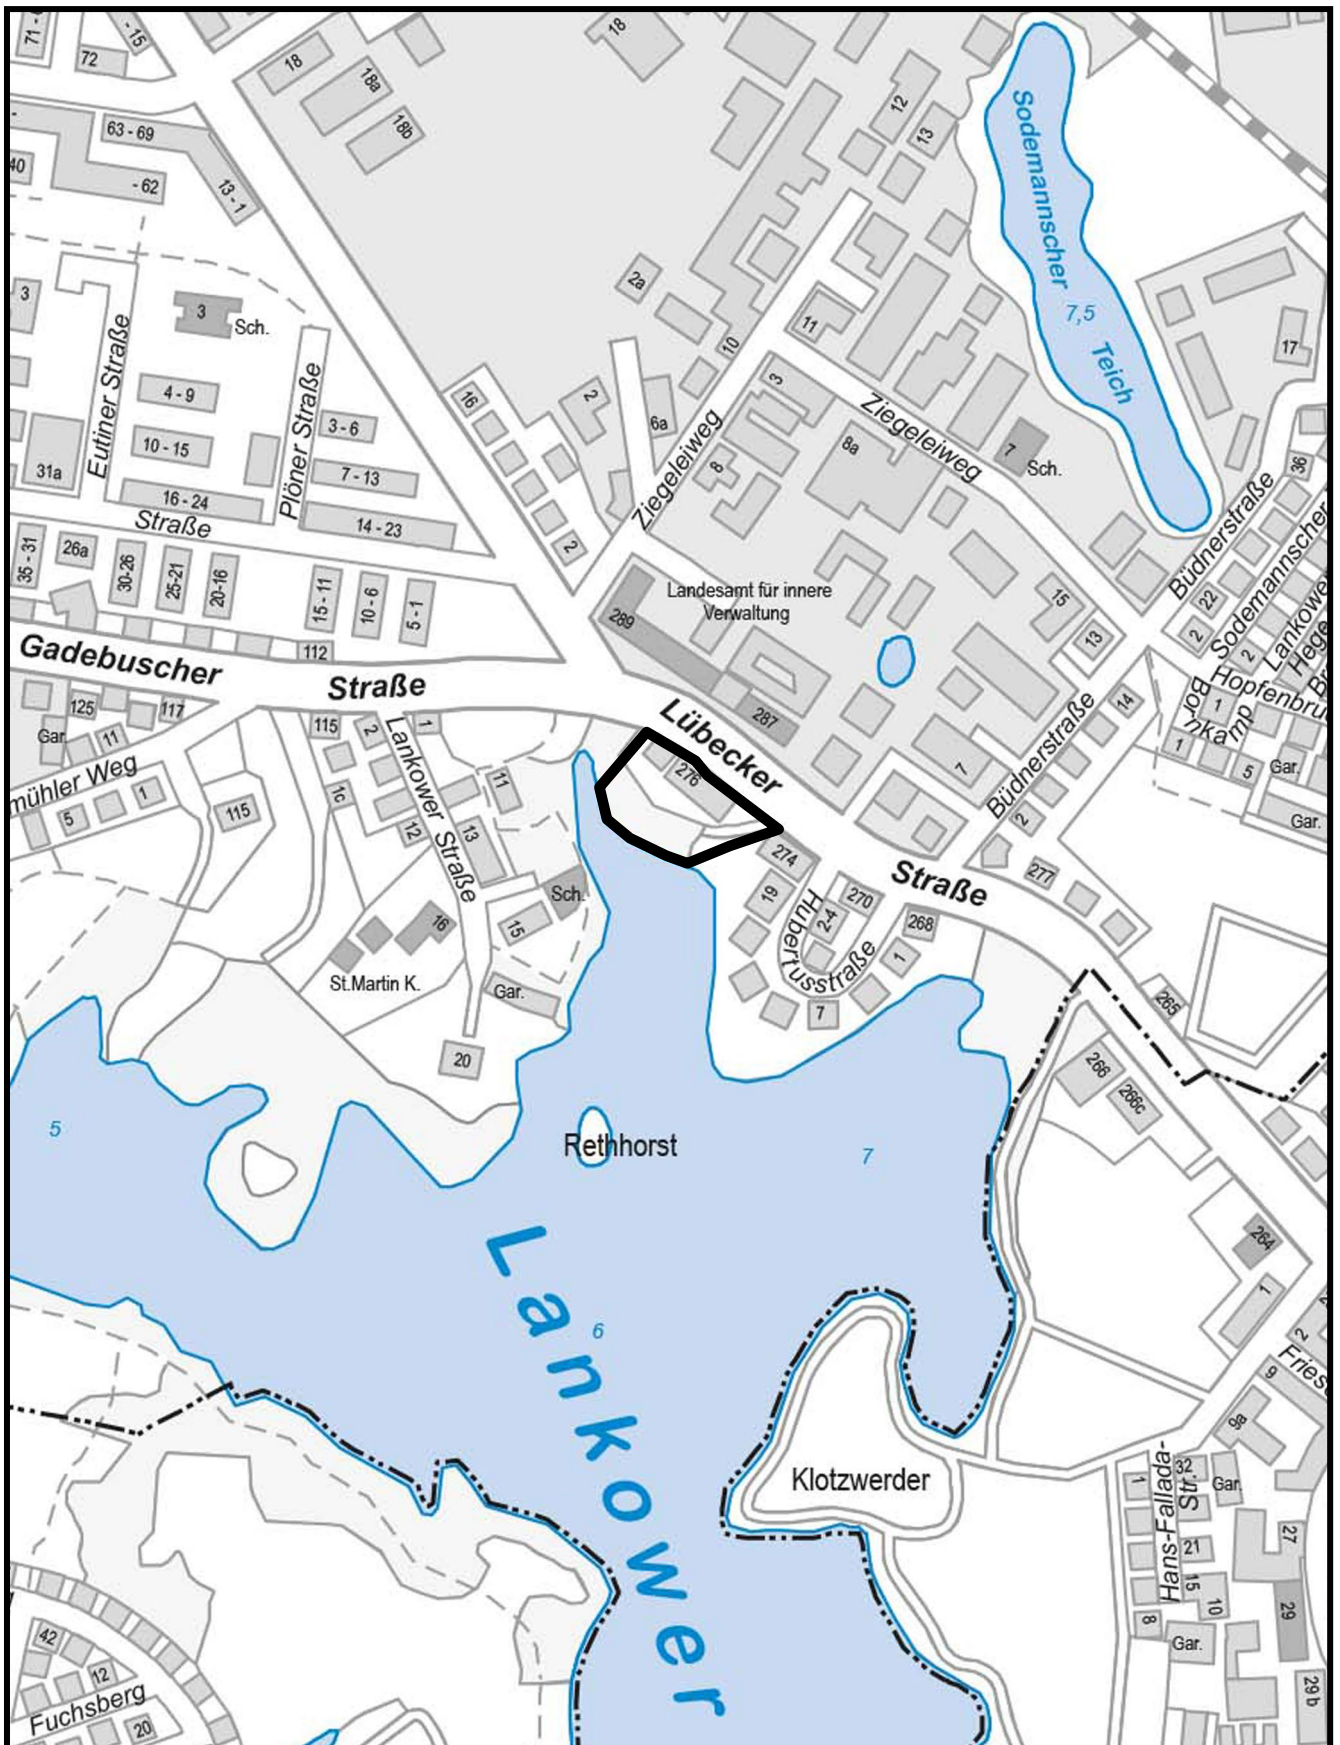 71 -
72
- 15
18
18a
18b
18
12
13
63 - 69
40
- 62
13 - 1
Sodemannscher
7,5
Teich
3
3
Sch.
2a
10
11
17
Eutiner Straße
4 - 9
10 - 15
16 - 24
31a
Plöner Straße
3 - 6
7 - 13
14 - 23
16
2
2
6a
Ziegeleiweg
3
8
8a
Ziegeleiweg
7
Sch.
36
Büdnerstraße
Straße
35 - 31
26a
30-26
25-21
20-16
15 - 11
10 - 6
5 - 1
112
289
Landesamt für innere
Verwaltung
287
15
13
22
2
Sodemannscher
2
Lankower
Hege
Br
Hopfenbru
Bornkamp
1
1
5
Gar.
Gar.
Gadebuscher
Straße
Lübecker
Straße
125
117
Gar.
11
mühler Weg
5
1
115
115
2
1
1c
Lankower Straße
12
13
11
276
274
19
2-4
270
268
Hubertusstraße
1
7
7
Büdnerstraße
14
2
277
265
Sch.
15
16
St.Martin K.
Gar.
20
266
266c
264
1
2
Fries
9
9a
5
Rethhorst
7
6
Lankower
Klotzwerder
Hans-Fallada-
Str.
1
32
Gar.
21
15
10
8
Gar.
27
29
29 b
42
12
Fuchsberg
20